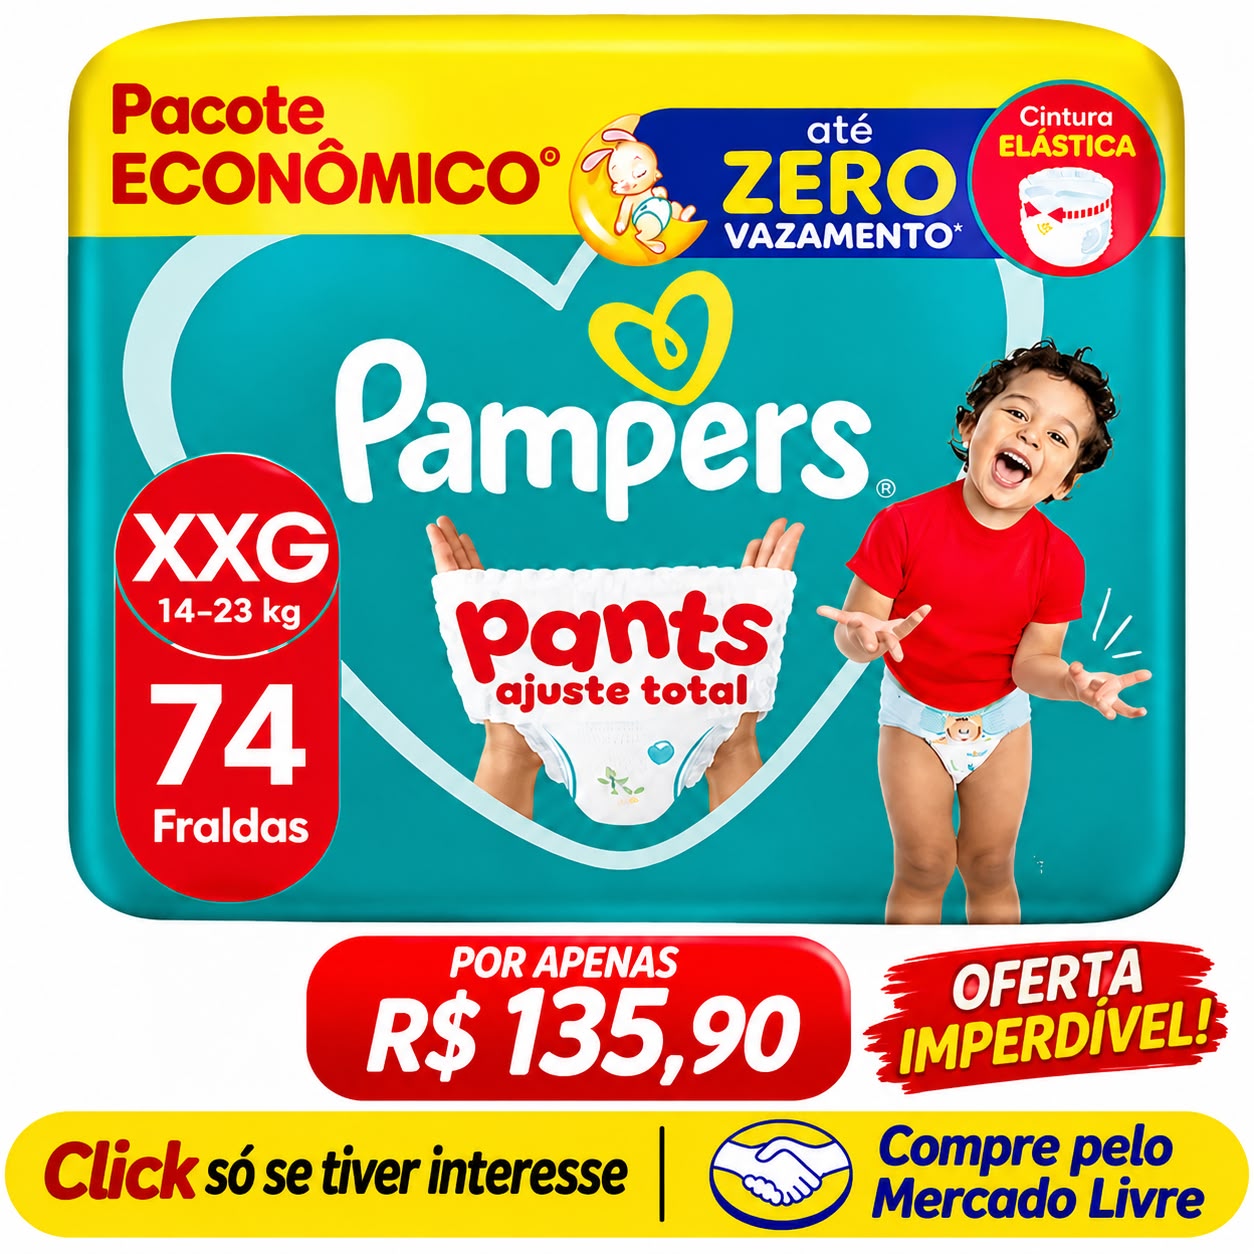 Pacote
ECONÔMICO
até
ZERO
VAZAMENTO*
Cintura
ELÁSTICA
Pampers®
XXG
14-23 kg
74
Fraldas
pants
ajuste total
POR APENAS
R$ 135,90
OFERTA
IMPERDÍVEL!
Click só se tiver interesse
Compre pelo
Mercado Livre